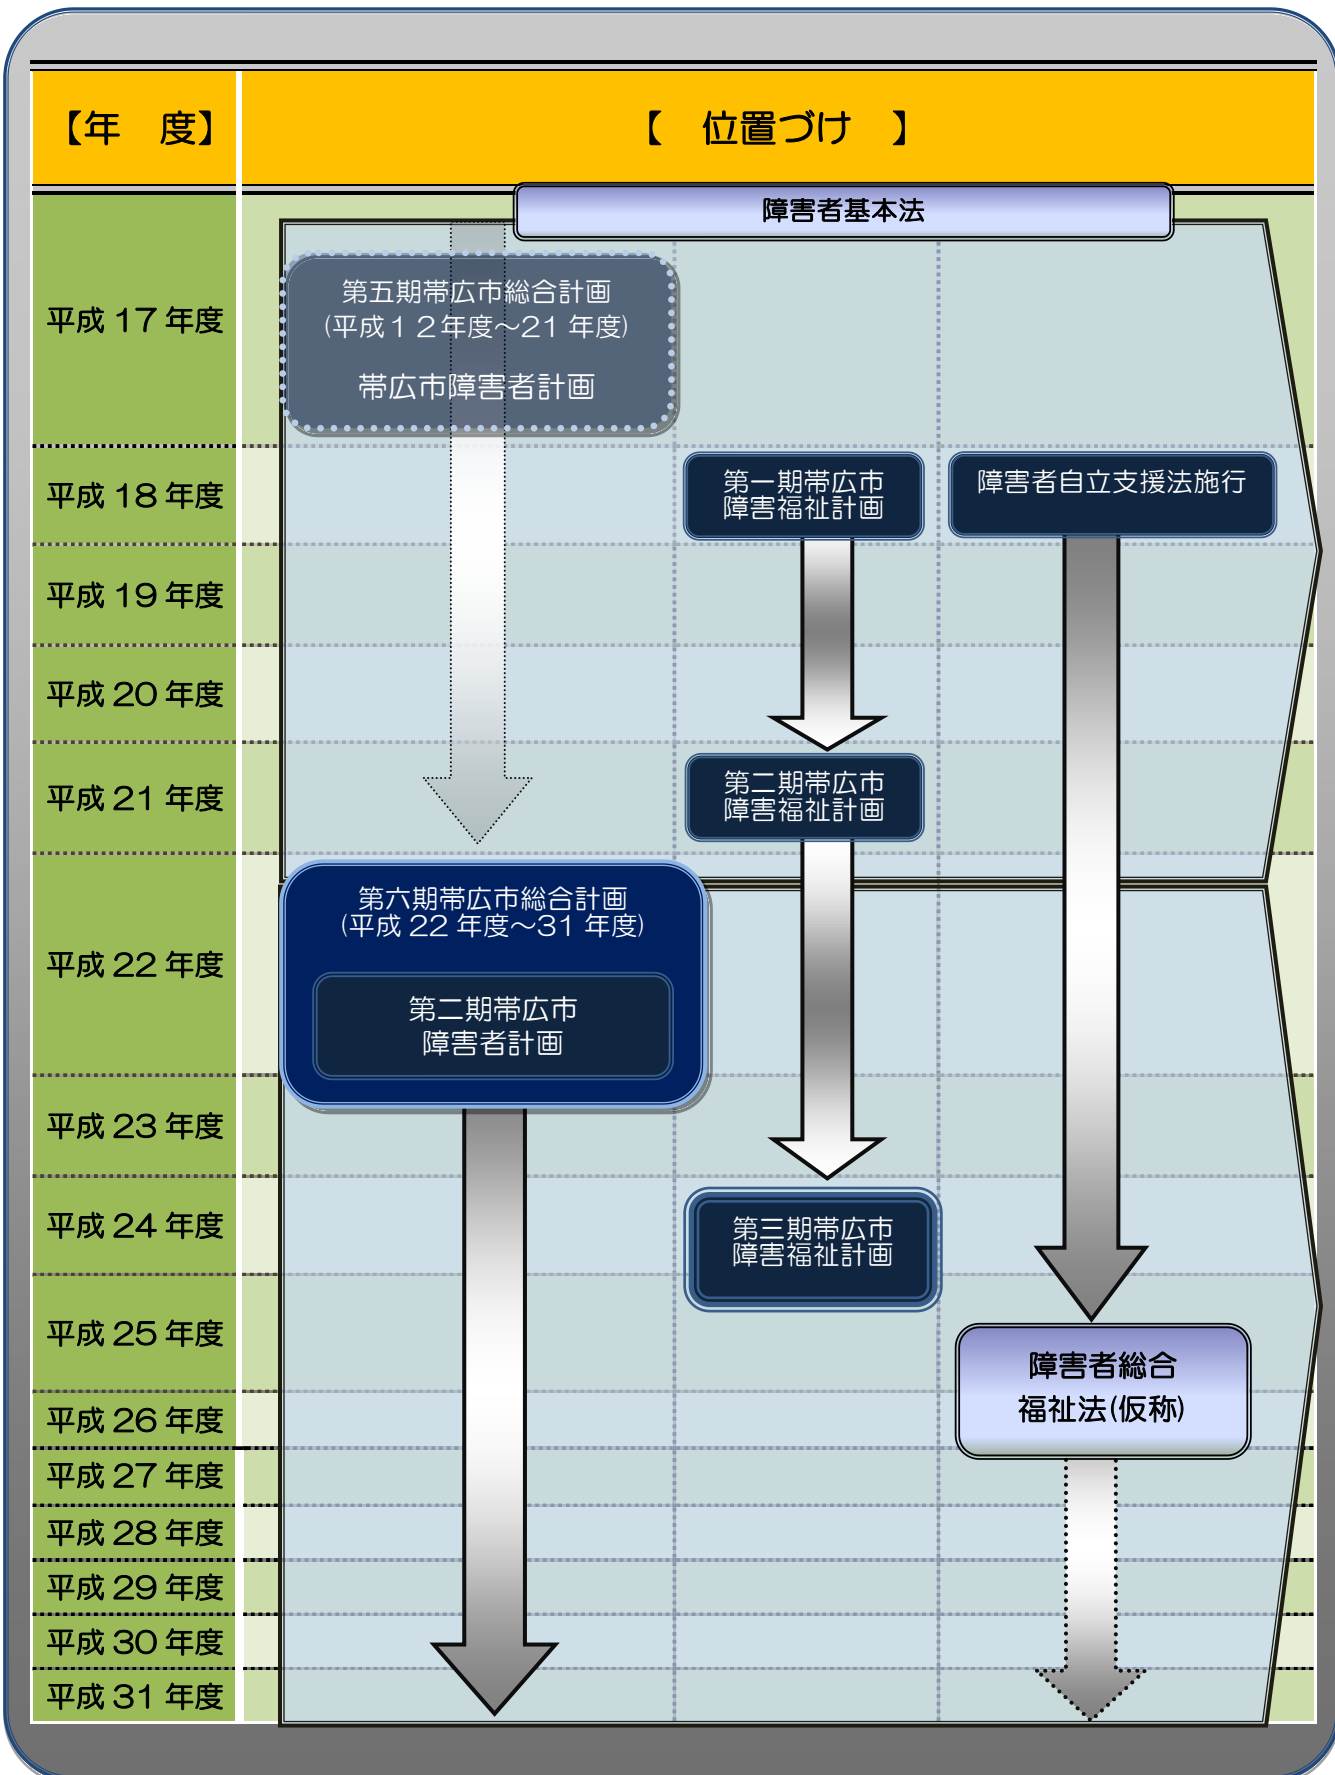 【年　度】
【　位置づけ　】
障害者基本法
平成 17 年度
第五期帯広市総合計画
(平成１２年度～21 年度)
帯広市障害者計画
平成 18 年度
第一期帯広市
障害福祉計画
障害者自立支援法施行
平成 19 年度
平成 20 年度
平成 21 年度
第二期帯広市
障害福祉計画
平成 22 年度
第六期帯広市総合計画
(平成 22 年度～31 年度)
第二期帯広市
障害者計画
平成 23 年度
平成 24 年度
第三期帯広市
障害福祉計画
平成 25 年度
障害者総合
福祉法(仮称)
平成 26 年度
平成 27 年度
平成 28 年度
平成 29 年度
平成 30 年度
平成 31 年度